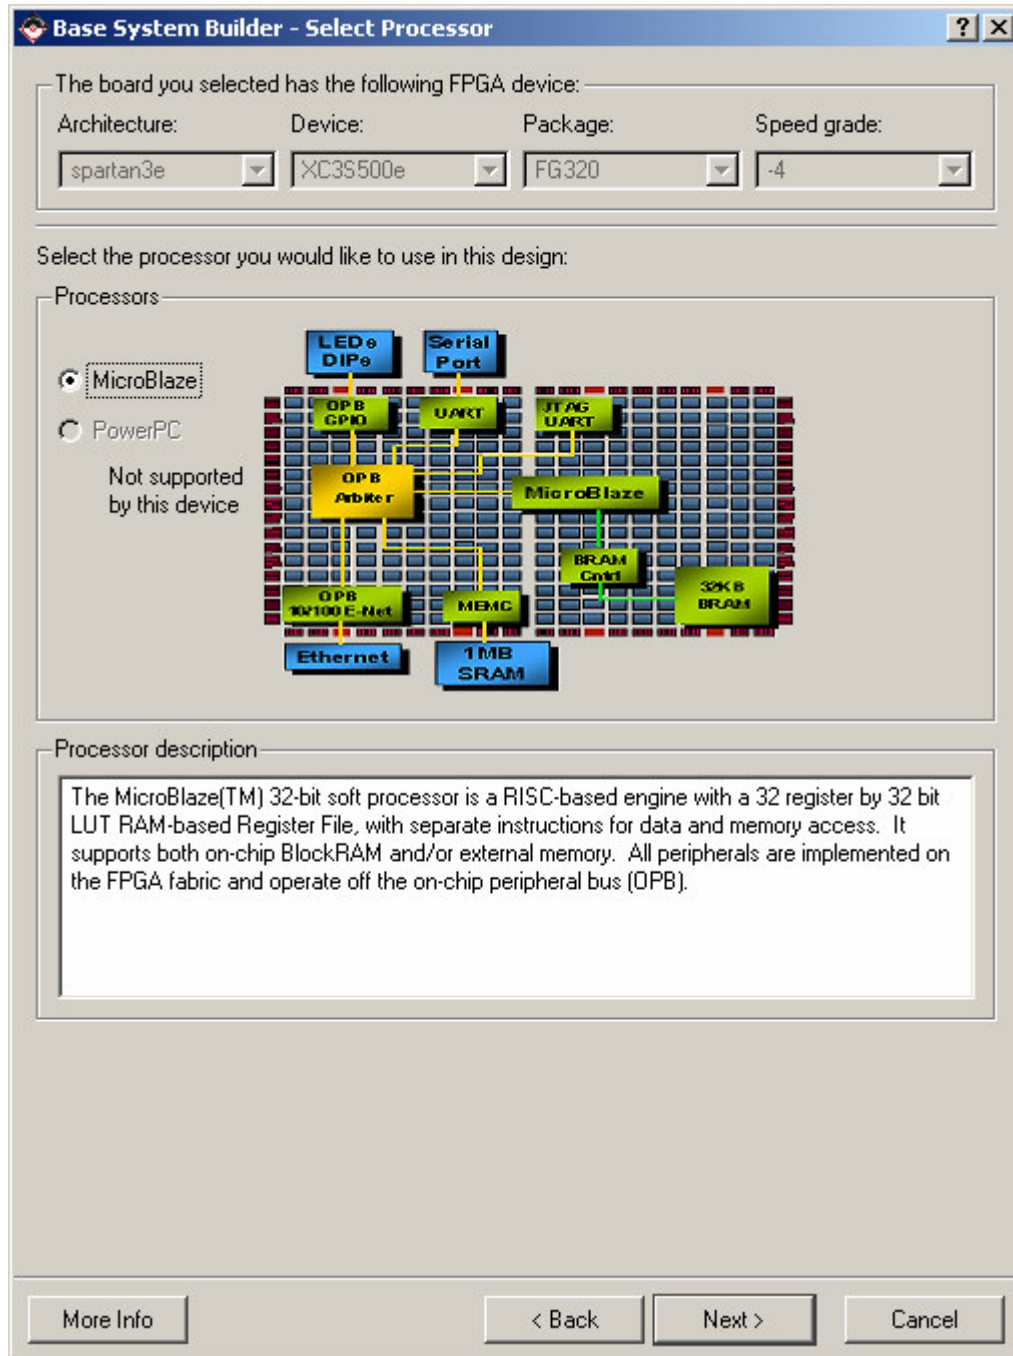 Base System Builder - Select Processor
The board you selected has the following FPGA device:
Architecture: Device: Package: Speed grade:
spartan3e XC3S500e FG320 -4
Select the processor you would like to use in this design:
Processors
MicroBlaze
PowerPC
Not supported
by this device
LEDs
DIPs
Serial
Port
OPB
GPIO
UART
JTAG
UART
OPB
Arbiter
MicroBlaze
BRAM
Cntrl
32KB
BRAM
OPB
10/100 E-Net
MEMC
Ethernet
1MB
SRAM
Processor description
The MicroBlaze(TM) 32-bit soft processor is a RISC-based engine with a 32 register by 32 bit
LUT RAM-based Register File, with separate instructions for data and memory access.  It
supports both on-chip BlockRAM and/or external memory.  All peripherals are implemented on
the FPGA fabric and operate off the on-chip peripheral bus (OPB).
More Info < Back Next > Cancel